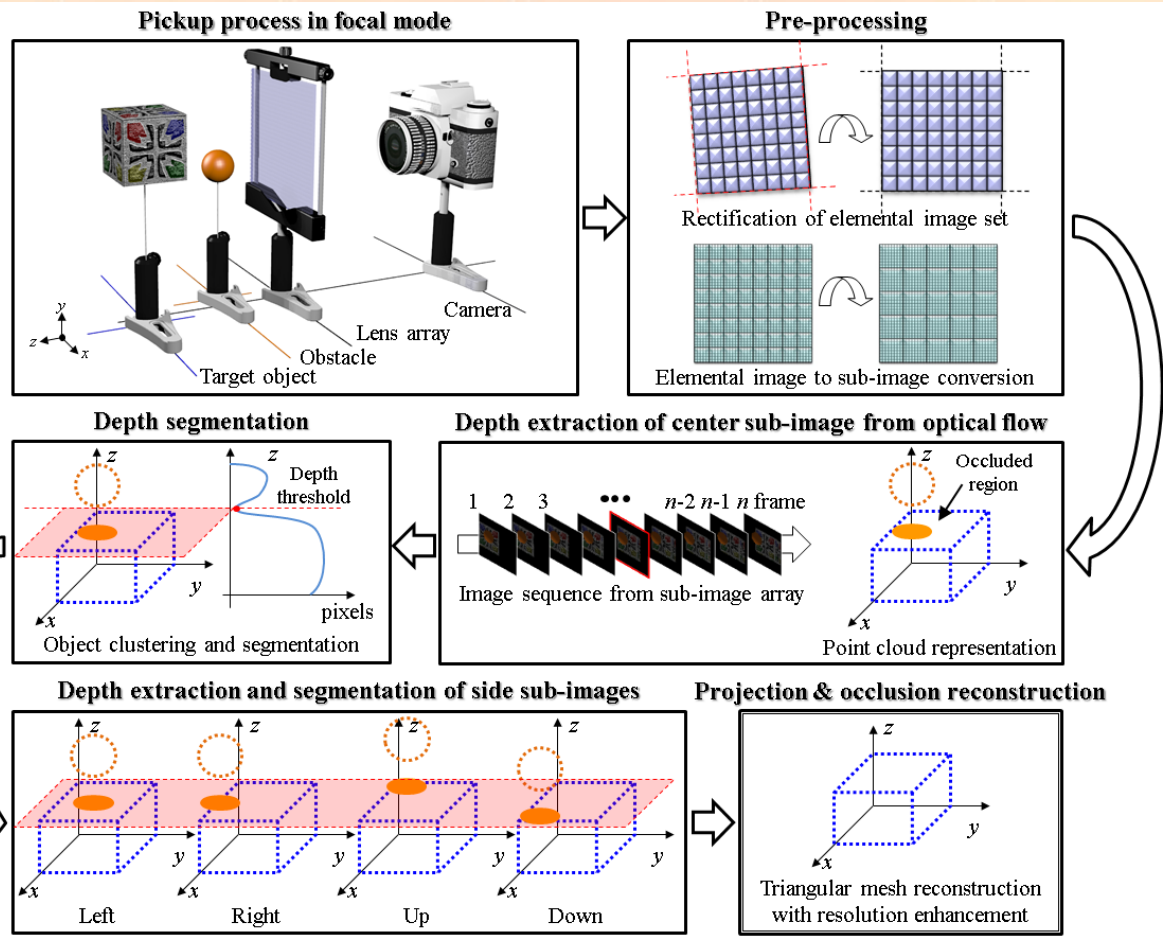 Pickup process in focal mode
y
z
x
Target object
Obstacle
Lens array
Camera
Pre-processing
Rectification of elemental image set
Elemental image to sub-image conversion
Depth extraction of center sub-image from optical flow
1 2 3 ••• n-2 n-1 n frame
Image sequence from sub-image array
z
Occluded
region
y
x
Point cloud representation
Depth segmentation
z
y
x
z
Depth
threshold
pixels
Object clustering and segmentation
Depth extraction and segmentation of side sub-images
z
y
x
Left
z
y
x
Right
z
y
x
Up
z
y
x
Down
Projection & occlusion reconstruction
z
y
x
Triangular mesh reconstruction
with resolution enhancement